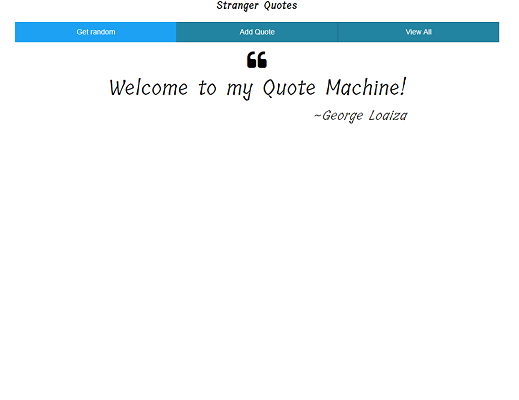 Stranger Quotes
Get random Add Quote View All
Welcome to my Quote Machine!
~George Loaiza